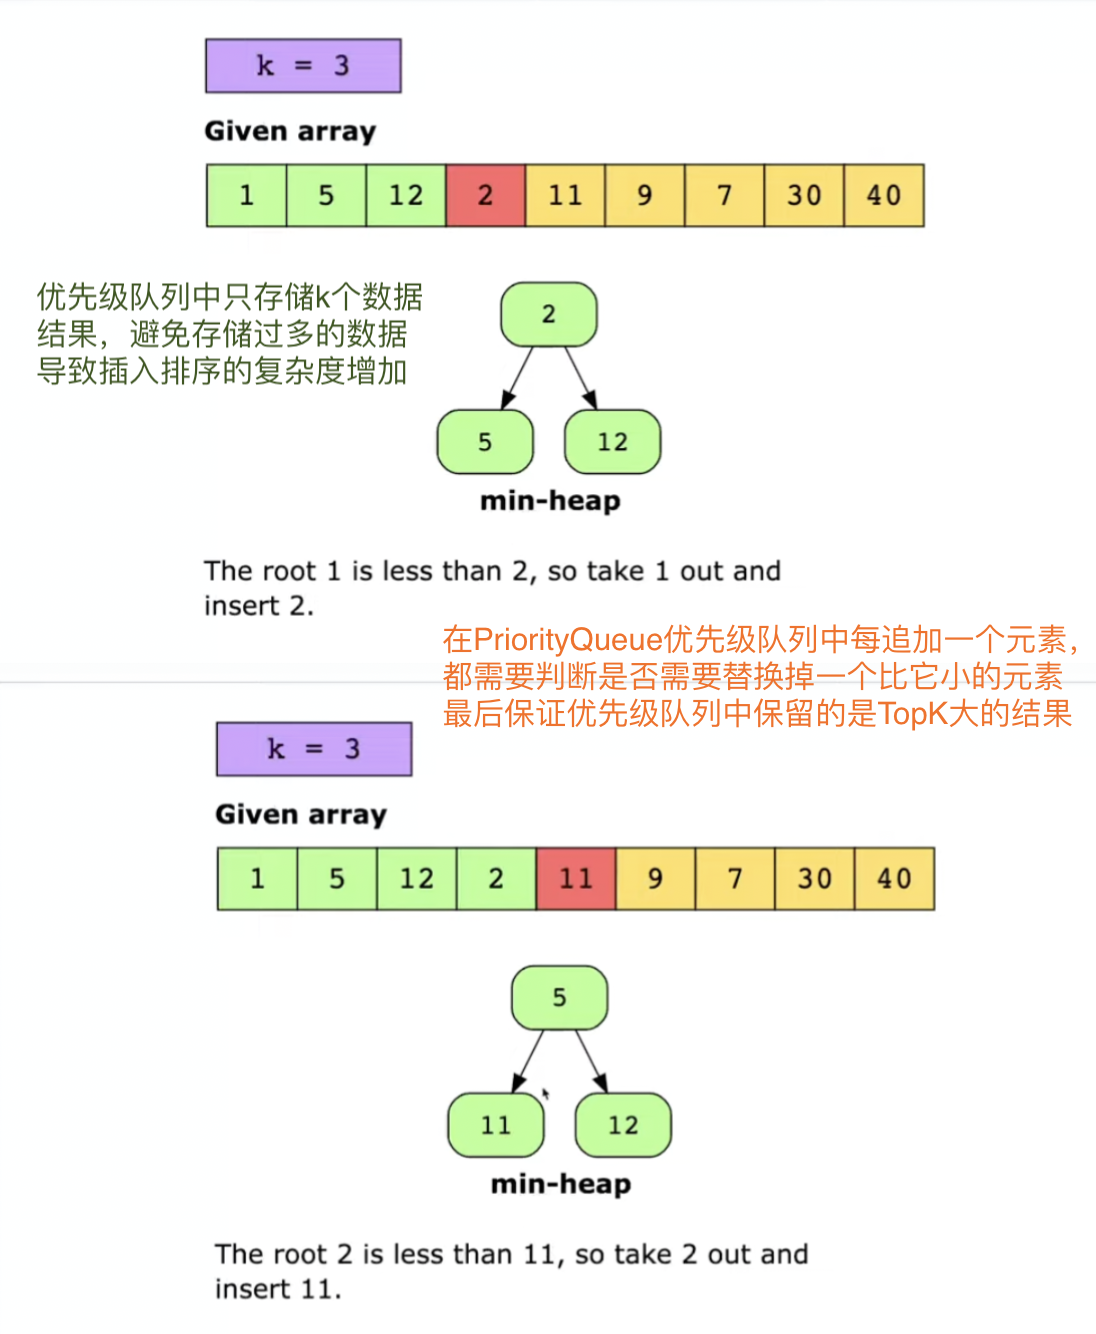 k = 3
Given array
1 5 12 2 11 9 7 30 40
优先级队列中只存储k个数据
结果，避免存储过多的数据
导致插入排序的复杂度增加
2
5 12
min-heap
The root 1 is less than 2, so take 1 out and
insert 2.
在PriorityQueue优先级队列中每追加一个元素，
都需要判断是否需要替换掉一个比它小的元素
最后保证优先级队列中保留的是TopK大的结果
k = 3
Given array
1 5 12 2 11 9 7 30 40
5
11 12
min-heap
The root 2 is less than 11, so take 2 out and
insert 11.